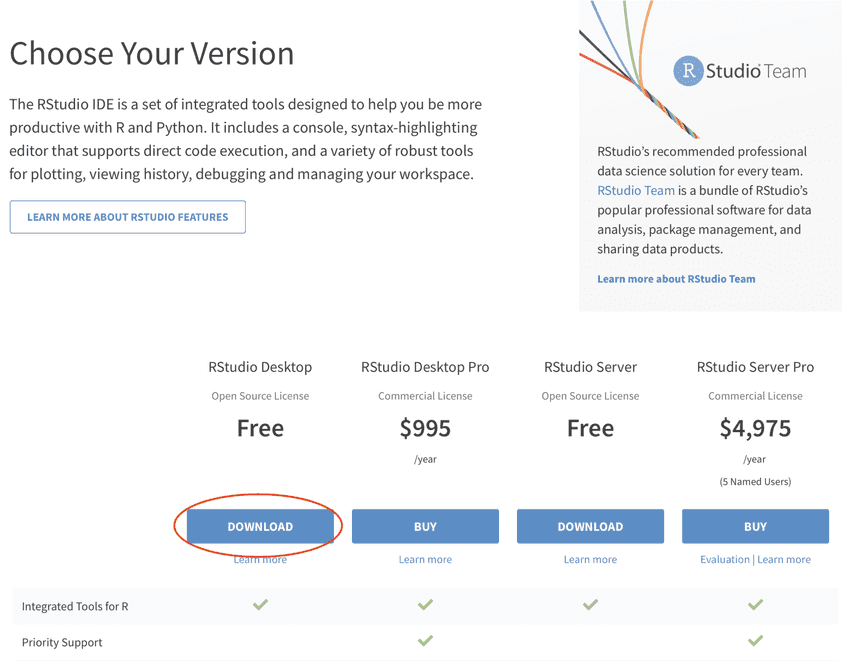 Choose Your Version
The RStudio IDE is a set of integrated tools designed to help you be more
productive with R and Python. It includes a console, syntax-highlighting
editor that supports direct code execution, and a variety of robust tools
for plotting, viewing history, debugging and managing your workspace.
LEARN MORE ABOUT RSTUDIO FEATURES
R Studio Team
RStudio's recommended professional
data science solution for every team.
RStudio Team is a bundle of RStudio's
popular professional software for data
analysis, package management, and
sharing data products.
Learn more about RStudio Team
RStudio Desktop RStudio Desktop Pro RStudio Server RStudio Server Pro
Open Source License Commercial License Open Source License Commercial License
Free $995 Free $4,975
/year /year
(5 Named Users)
DOWNLOAD BUY DOWNLOAD BUY
Learn more Learn more Learn more Evaluation | Learn more
Integrated Tools for R
Priority Support